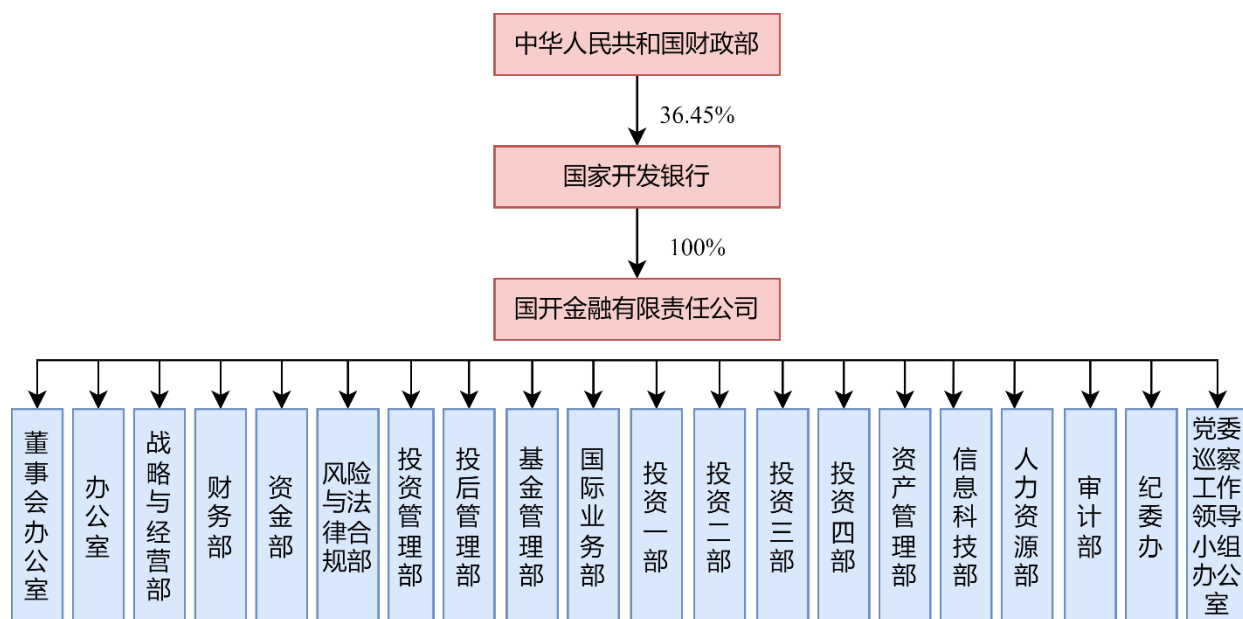 中华人民共和国财政部
36.45%
国家开发银行
100%
国开金融有限责任公司
董事会办公室
办公室
战略与经营部
财务部
资金部
风险与法律合规部
投资管理部
投后管理部
基金管理部
国际业务部
投资一部
投资二部
投资三部
投资四部
资产管理部
信息科技部
人力资源部
审计部
纪委办
党委巡察工作领导小组办公室